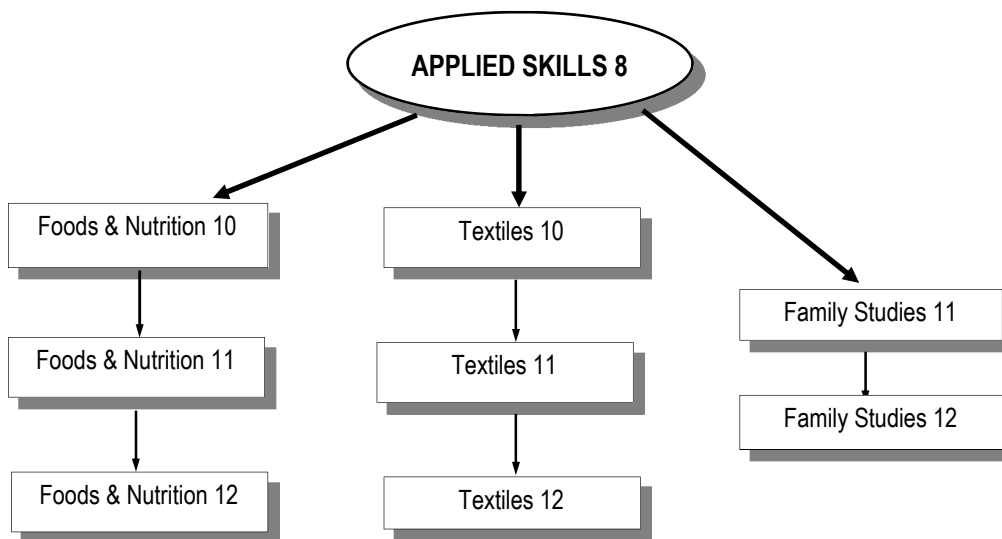 APPLIED SKILLS 8
Foods & Nutrition 10
Textiles 10
Family Studies 11
Foods & Nutrition 11
Textiles 11
Family Studies 12
Foods & Nutrition 12
Textiles 12